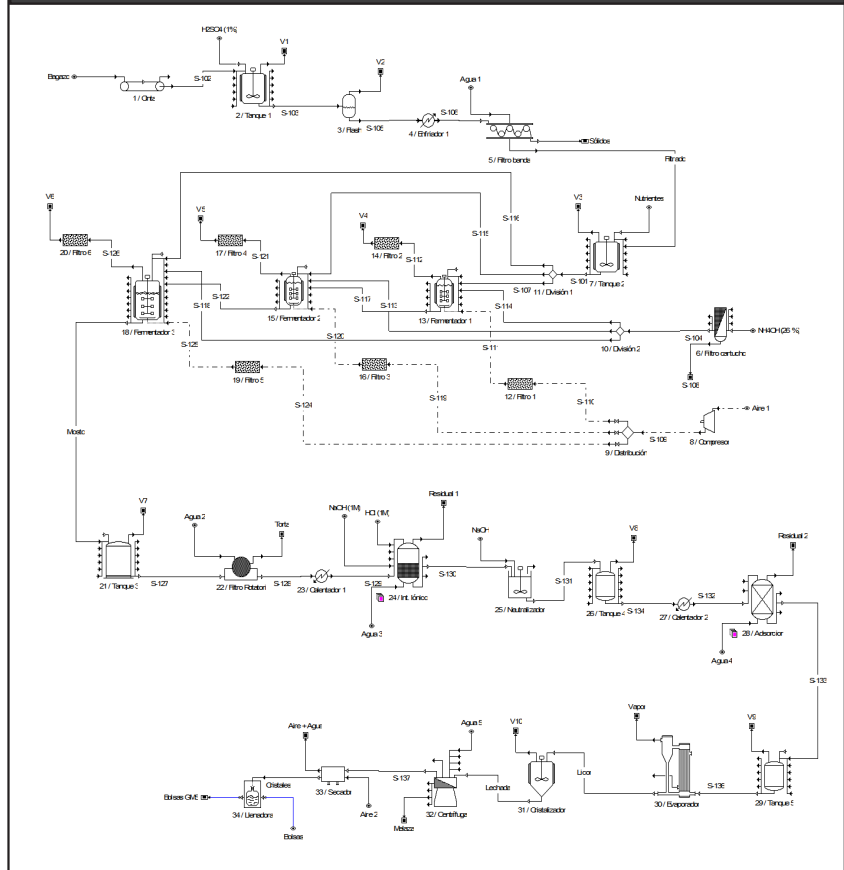 H2SO4 (1%)
V1
V2
Bagazo
S-102
Agua 1
1 / Cinta
2 / Tanque 1
S-103
3 / Flash
S-105
4 / Enfriador 1
S-106
5 / Filtro banda
Sólidos
Filtrado
V6
V5
V4
V3
Nutrientes
20 / Filtro 6
S-126
17 / Filtro 4
S-121
14 / Filtro 2
S-112
S-115
S-116
S-101
7 / Tanque 2
S-107
11 / División 1
S-118
S-122
S-117
S-113
S-114
18 / Fermentador 3
15 / Fermentador 2
13 / Fermentador 1
10 / División 2
S-104
NH4OH (26 %)
6 / Filtro cartucho
S-108
S-125
S-120
S-111
19 / Filtro 5
16 / Filtro 3
12 / Filtro 1
S-124
S-119
S-110
Aire 1
S-109
8 / Compresor
9 / Distribución
Mosto
V7
Agua 2
Torta
NaOH (1M)
HCl (1M)
Residual 1
NaOH
V8
Residual 2
21 / Tanque 3
S-127
22 / Filtro Rotatori
S-128
23 / Calentador 1
S-129
24 / Int. Iónico
S-130
25 / Neutralizador
S-131
26 / Tanque 4
S-134
27 / Calentador 2
S-132
28 / Adsorcion
Agua 3
Agua 4
S-133
Aire + Agua
Agua 5
V10
Vapor
V9
Cristales
33 / Secador
S-137
Lechada
Licor
S-136
29 / Tanque 5
30 / Evaporador
31 / Cristalizador
32 / Centrífuga
Melaza
Aire 2
Bolsas GMS
34 / Llenadora
Bolsas